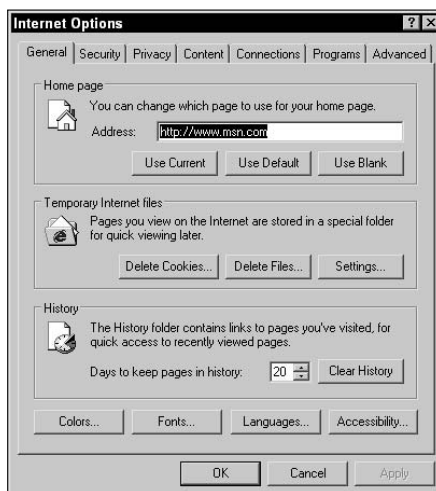 Internet Options
General Security Privacy Content Connections Programs Advanced
Home page
You can change which page to use for your home page.
Address: http://www.msn.com
Use Current Use Default Use Blank
Temporary Internet files
Pages you view on the Internet are stored in a special folder
for quick viewing later.
Delete Cookies... Delete Files... Settings...
History
The History folder contains links to pages you've visited, for
quick access to recently viewed pages.
Days to keep pages in history: 20 Clear History
Colors... Fonts... Languages... Accessibility...
OK Cancel Apply